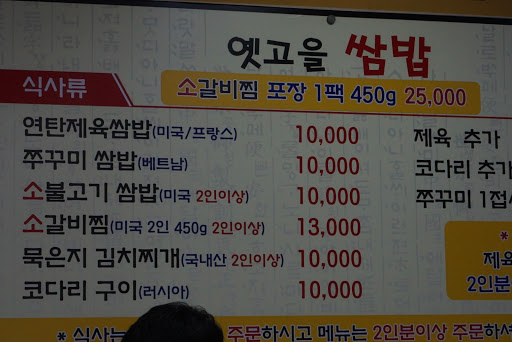 옛고을 쌈밥
식사류
소갈비찜 포장 1팩 450g 25,000
연탄제육쌈밥(미국/프랑스) 10,000
쭈꾸미 쌈밥(베트남) 10,000
소불고기 쌈밥(미국 2인이상) 10,000
소갈비찜(미국 2인 450g 2인이상) 13,000
묵은지 김치찌개(국내산 2인이상) 10,000
코다리 구이(러시아) 10,000
제육 추가
코다리 추가
쭈꾸미 1접시
*
제육
2인분
* 식사는 주문하시고 메뉴는 2인분이상 주문하셔